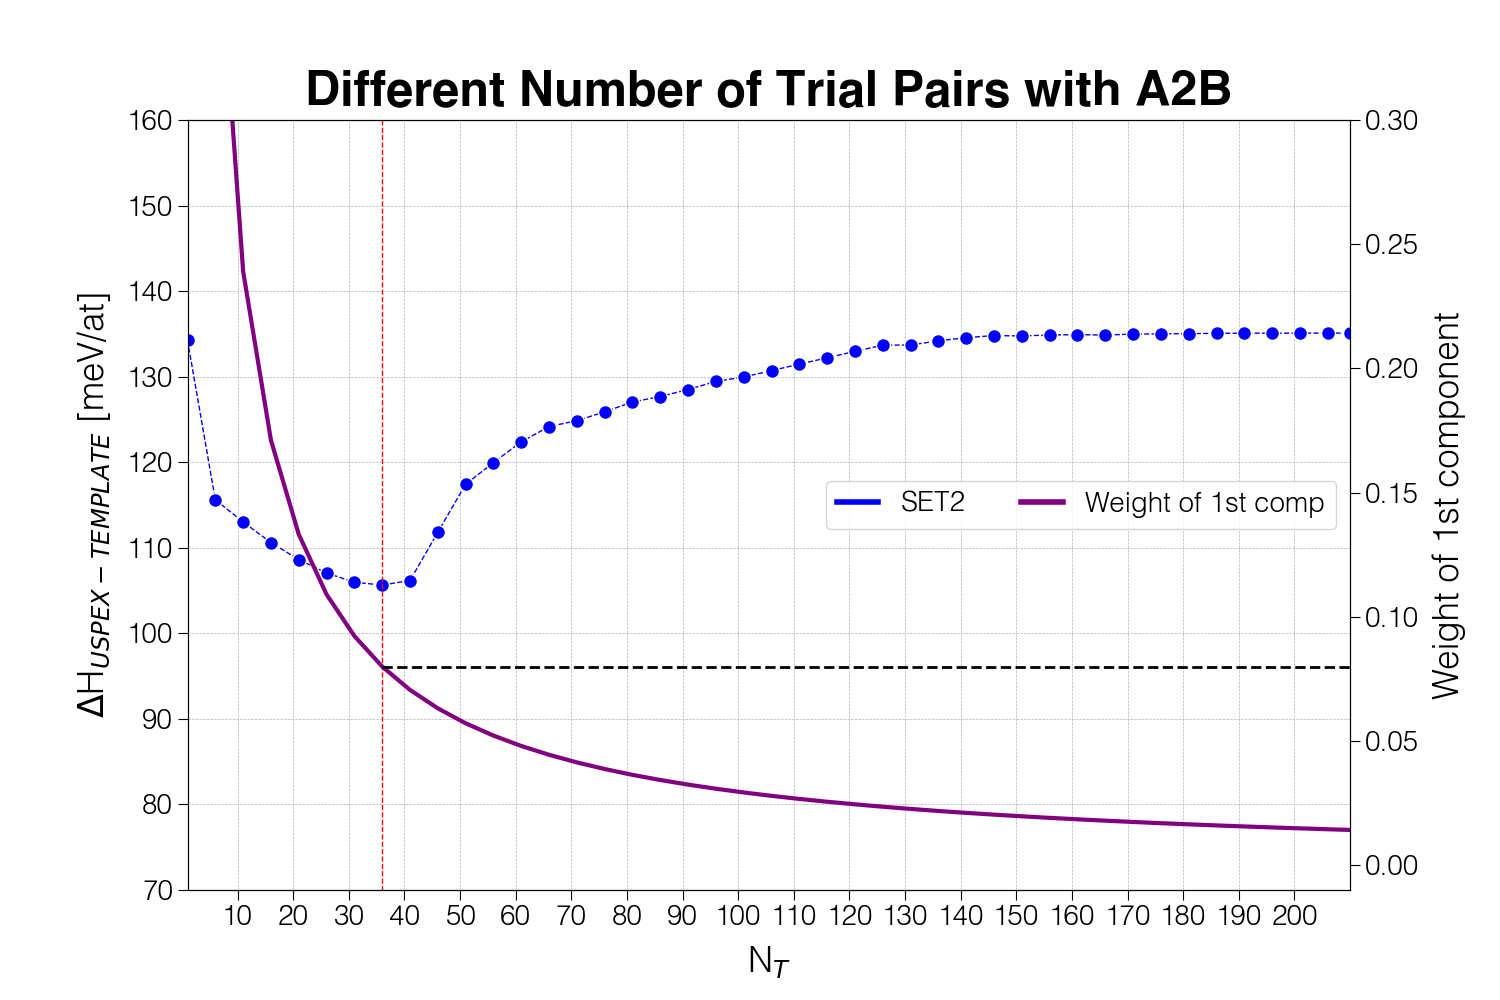 Different Number of Trial Pairs with A2B
160
150
140
130
120
110
100
90
80
70
0.30
0.25
0.20
0.15
0.10
0.05
0.00
ΔH_{USPEX − TEMPLATE} [meV/at]
Weight of 1st component
SET2 Weight of 1st comp
10 20 30 40 50 60 70 80 90 100 110 120 130 140 150 160 170 180 190 200
N_T